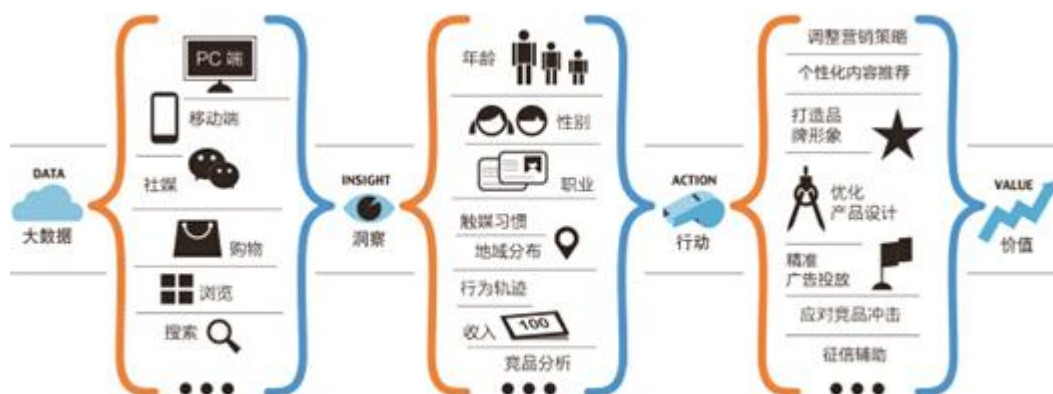 DATA
大数据
PC 端
移动端
社媒
购物
浏览
搜索
INSIGHT
洞察
年龄
性别
职业
触媒习惯
地域分布
行为轨迹
收入
100
竞品分析
ACTION
行动
调整营销策略
个性化内容推荐
打造品
牌形象
优化
产品设计
精准
广告投放
应对竞品冲击
征信辅助
VALUE
价值